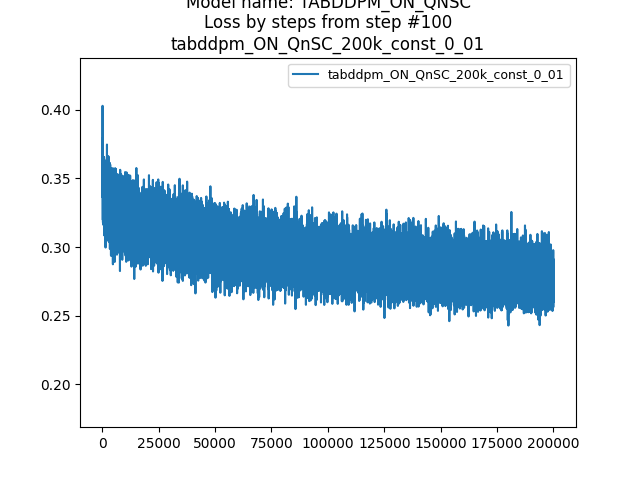 Model name: TABDDPM_ON_QNSC
Loss by steps from step #100
tabddpm_ON_QnSC_200k_const_0_01
tabddpm_ON_QnSC_200k_const_0_01
0.40
0.35
0.30
0.25
0.20
0 25000 50000 75000 100000 125000 150000 175000 200000